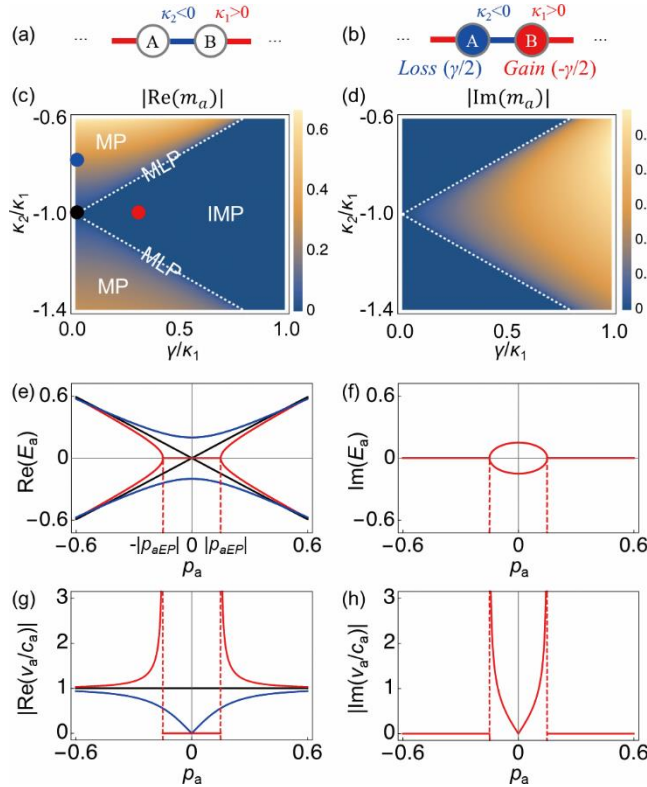 (a) ... κ₂<0 κ₁>0 ...
A B
(b) ... κ₂<0 κ₁>0 ...
A B
Loss (γ/2) Gain (-γ/2)
(c) |Re(mₐ)|
-0.6
-1.0
-1.4
κ₂/κ₁
MP
MLP
IMP
MLP
MP
0.0 0.5 1.0
γ/κ₁
0.6
0.4
0.2
0
(d) |Im(mₐ)|
-0.6
-1.0
-1.4
κ₂/κ₁
0.0 0.5 1.0
γ/κ₁
0.
0.
0.
0.
0.
0
(e)
0.6
0
-0.6
Re(Eₐ)
-0.6 -|pₐEP| 0 |pₐEP| 0.6
pₐ
(f)
0.6
0
-0.6
Im(Eₐ)
-0.6 0 0.6
pₐ
(g)
3
2
1
0
|Re(vₐ/cₐ)|
-0.6 0 0.6
pₐ
(h)
3
2
1
0
|Im(vₐ/cₐ)|
-0.6 0 0.6
pₐ